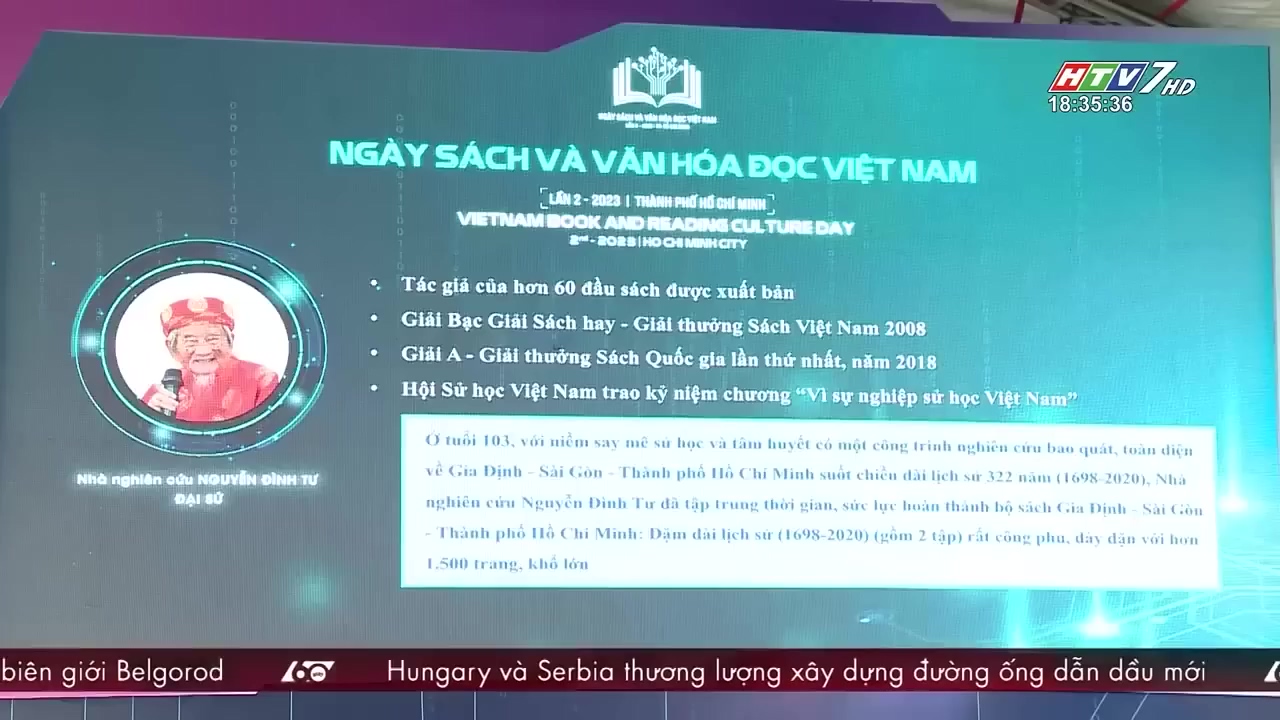 HTV7 HD
18:35:36
NGÀY SÁCH VÀ VĂN HÓA ĐỌC VIỆT NAM
NGÀY SÁCH VÀ VĂN HÓA ĐỌC VIỆT NAM
LẦN 2 - 2023 | THÀNH PHỐ HỒ CHÍ MINH
VIETNAM BOOK AND READING CULTURE DAY
2nd - 2023 | HO CHI MINH CITY
• Tác giả của hơn 60 đầu sách được xuất bản
• Giải Bạc Giải Sách hay - Giải thưởng Sách Việt Nam 2008
• Giải A - Giải thưởng Sách Quốc gia lần thứ nhất, năm 2018
• Hội Sử học Việt Nam trao kỷ niệm chương “Vì sự nghiệp sử học Việt Nam”
Nhà nghiên cứu NGUYỄN ĐÌNH TƯ
ĐẠI SỨ
Ở tuổi 103, với niềm say mê sử học và tâm huyết có một công trình nghiên cứu bao quát, toàn diện
về Gia Định - Sài Gòn - Thành phố Hồ Chí Minh suốt chiều dài lịch sử 322 năm (1698-2020), Nhà
nghiên cứu Nguyễn Đình Tư đã tập trung thời gian, sức lực hoàn thành bộ sách Gia Định - Sài Gòn
- Thành phố Hồ Chí Minh: Dặm dài lịch sử (1698-2020) (gồm 2 tập) rất công phu, dày dặn với hơn
1.500 trang, khổ lớn
biên giới Belgorod
60
Hungary và Serbia thương lượng xây dựng đường ống dẫn dầu mới